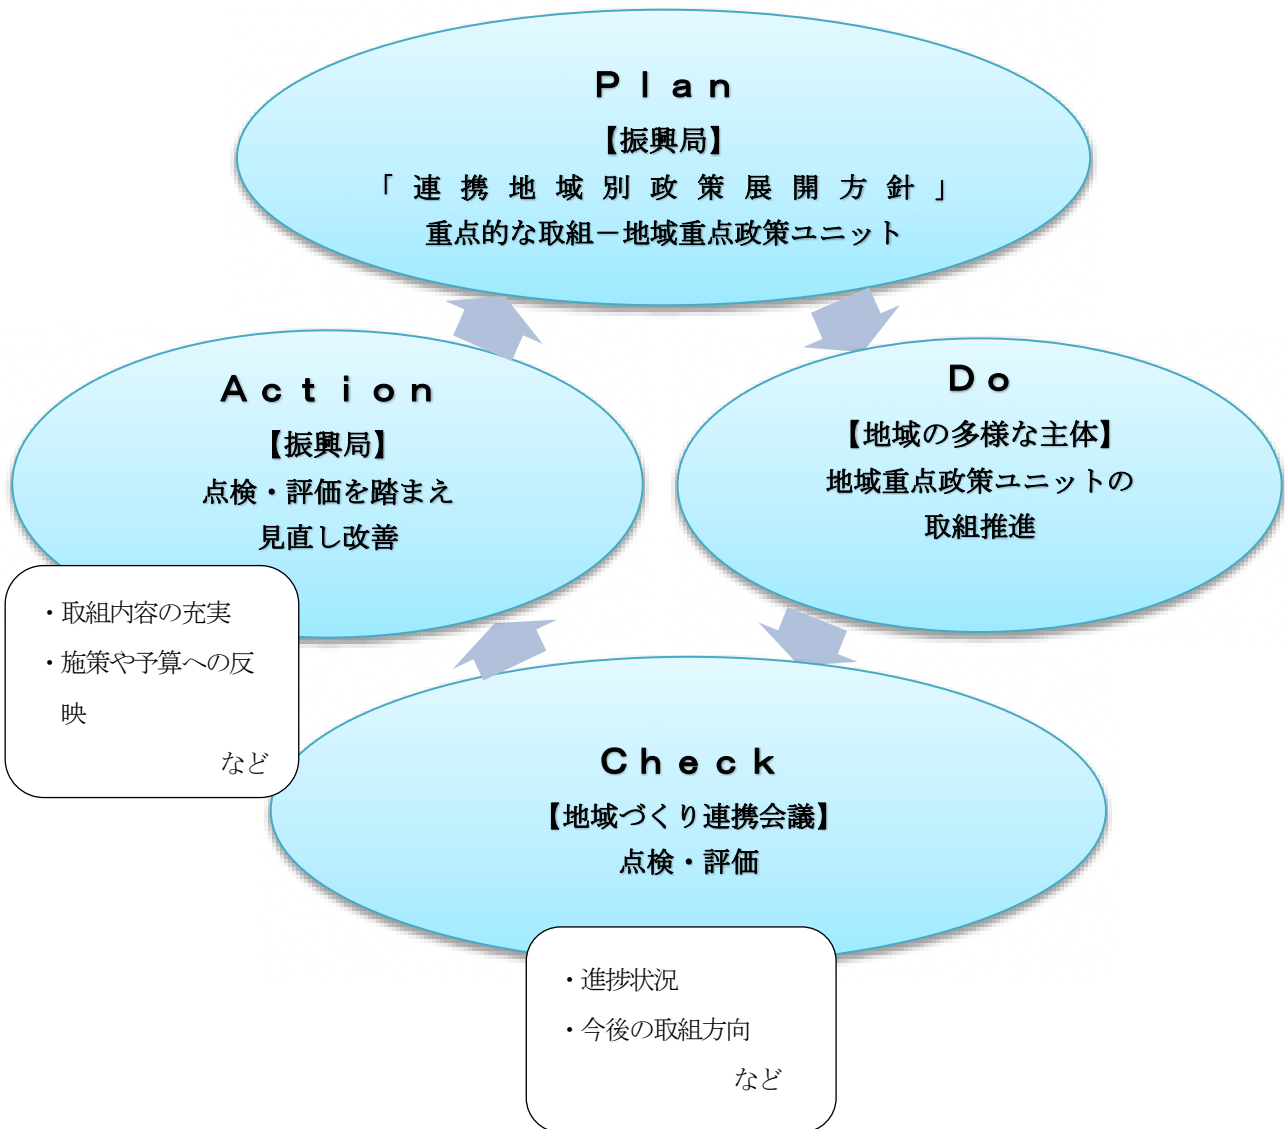 Ｐｌａｎ
【振興局】
「連携地域別政策展開方針」
重点的な取組－地域重点政策ユニット
Ａｃｔｉｏｎ
【振興局】
点検・評価を踏まえ
見直し改善
・取組内容の充実
・施策や予算への反
映
など
Ｄｏ
【地域の多様な主体】
地域重点政策ユニットの
取組推進
Ｃｈｅｃｋ
【地域づくり連携会議】
点検・評価
・進捗状況
・今後の取組方向
など